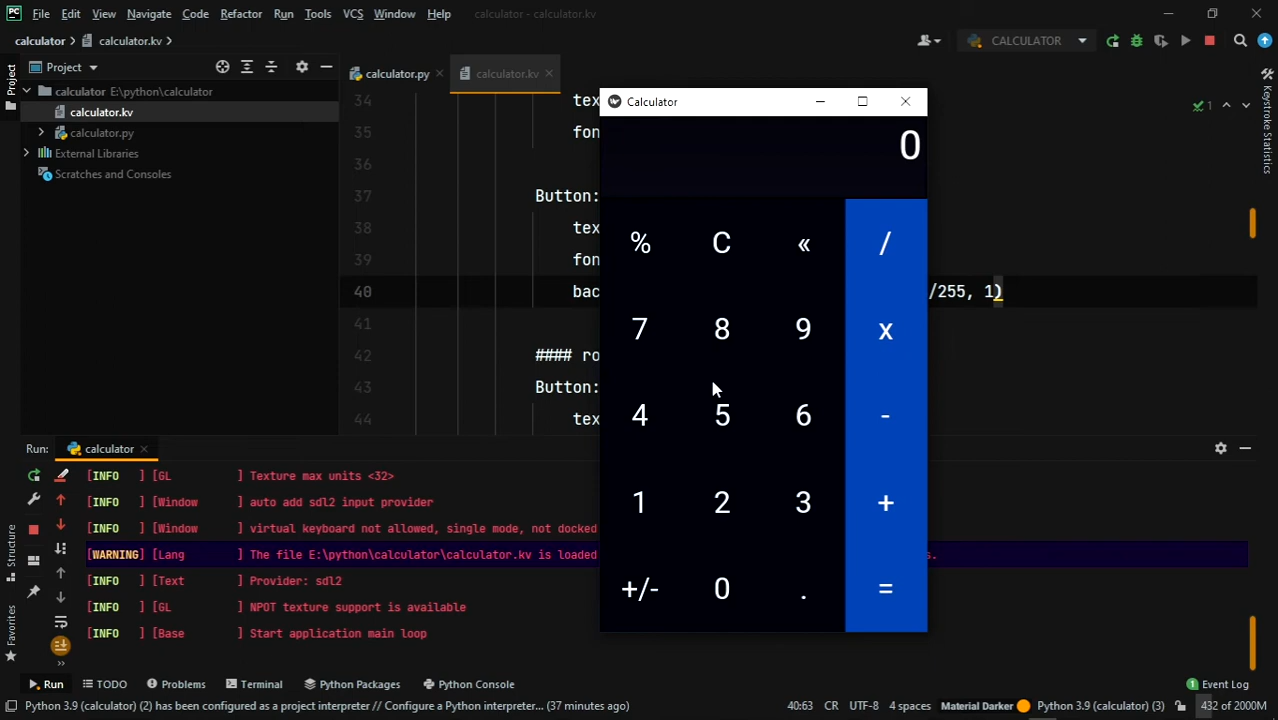 PC File Edit View Navigate Code Refactor Run Tools VCS Window Help calculator - calculator.kv
calculator calculator.kv CALCULATOR
Project calculator.py calculator.kv
calculator E:\python\calculator
calculator.kv
calculator.py
External Libraries
Scratches and Consoles
Project
Structure
Favorites
Keystroke Statistics
1
34 tex
35 fon
36
37 Button:
38 tex
39 fon
40 bac /255, 1)
41
42 #### ro
43 Button:
44 tex
Calculator
0
% C « /
7 8 9 x
4 5 6 -
1 2 3 +
+/- 0 . =
Run: calculator
[INFO ] [GL ] Texture max units <32>
[INFO ] [Window ] auto add sdl2 input provider
[INFO ] [Window ] virtual keyboard not allowed, single mode, not docked
[WARNING] [Lang ] The file E:\python\calculator\calculator.kv is loaded s.
[INFO ] [Text ] Provider: sdl2
[INFO ] [GL ] NPOT texture support is available
[INFO ] [Base ] Start application main loop
>>
Run TODO Problems Terminal Python Packages Python Console 1 Event Log
Python 3.9 (calculator) (2) has been configured as a project interpreter // Configure a Python interpreter... (37 minutes ago) 40:63 CR UTF-8 4 spaces Material Darker Python 3.9 (calculator) (3) 432 of 2000M